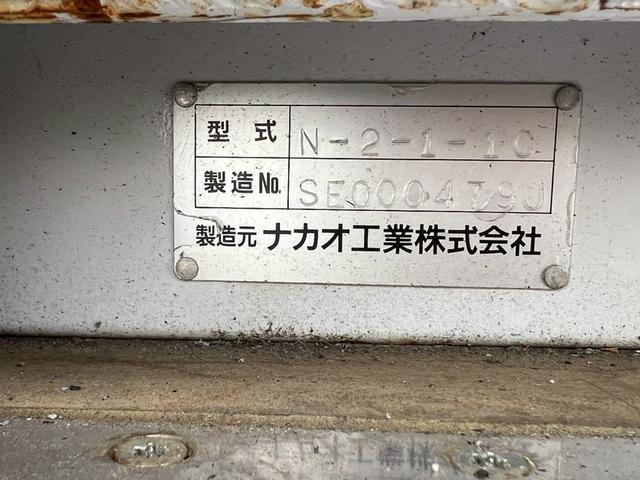 型式 N-2-1-1C
製造No. SE000479J
製造元 ナカオ工業株式会社